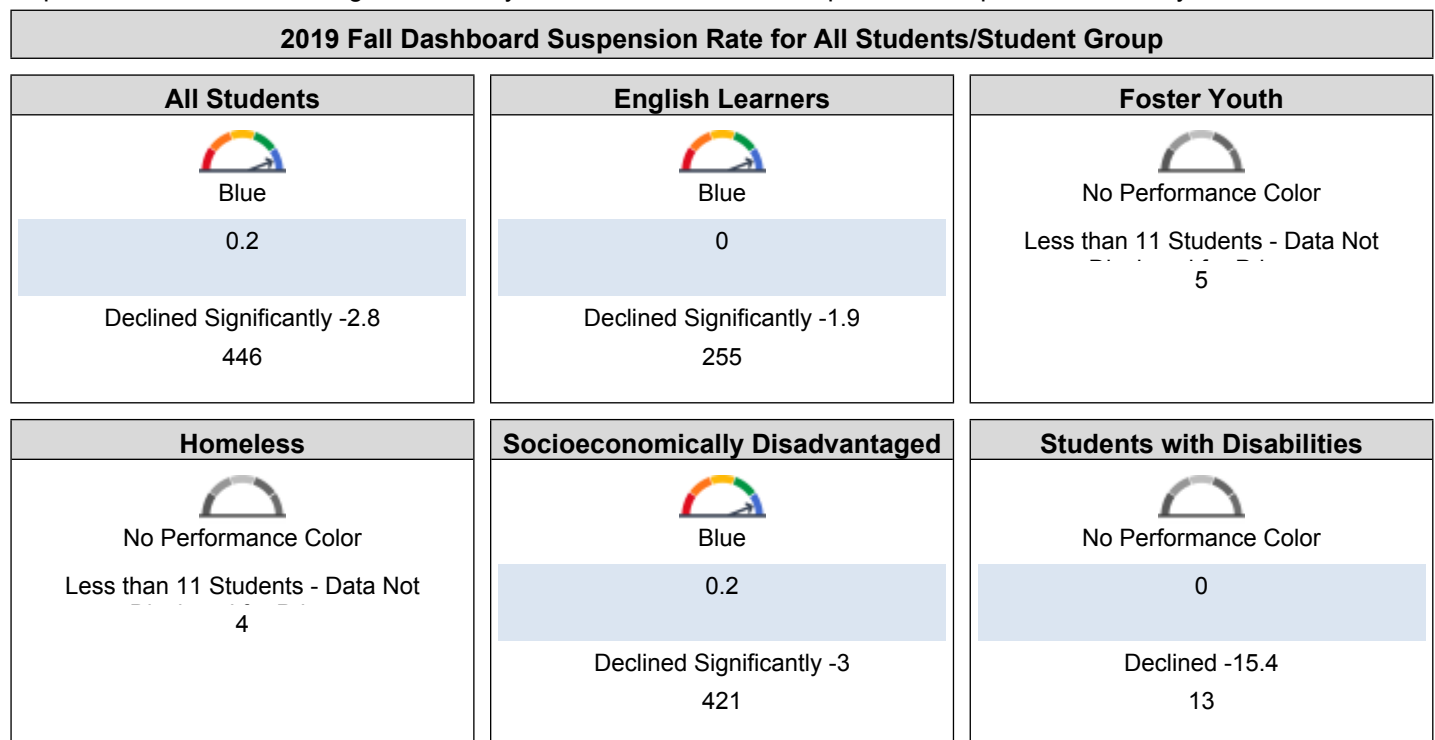 2019 Fall Dashboard Suspension Rate for All Students/Student Group
All Students
Blue
0.2
Declined Significantly -2.8
446
English Learners
Blue
0
Declined Significantly -1.9
255
Foster Youth
No Performance Color
Less than 11 Students - Data Not
5
Homeless
No Performance Color
Less than 11 Students - Data Not
4
Socioeconomically Disadvantaged
Blue
0.2
Declined Significantly -3
421
Students with Disabilities
No Performance Color
0
Declined -15.4
13